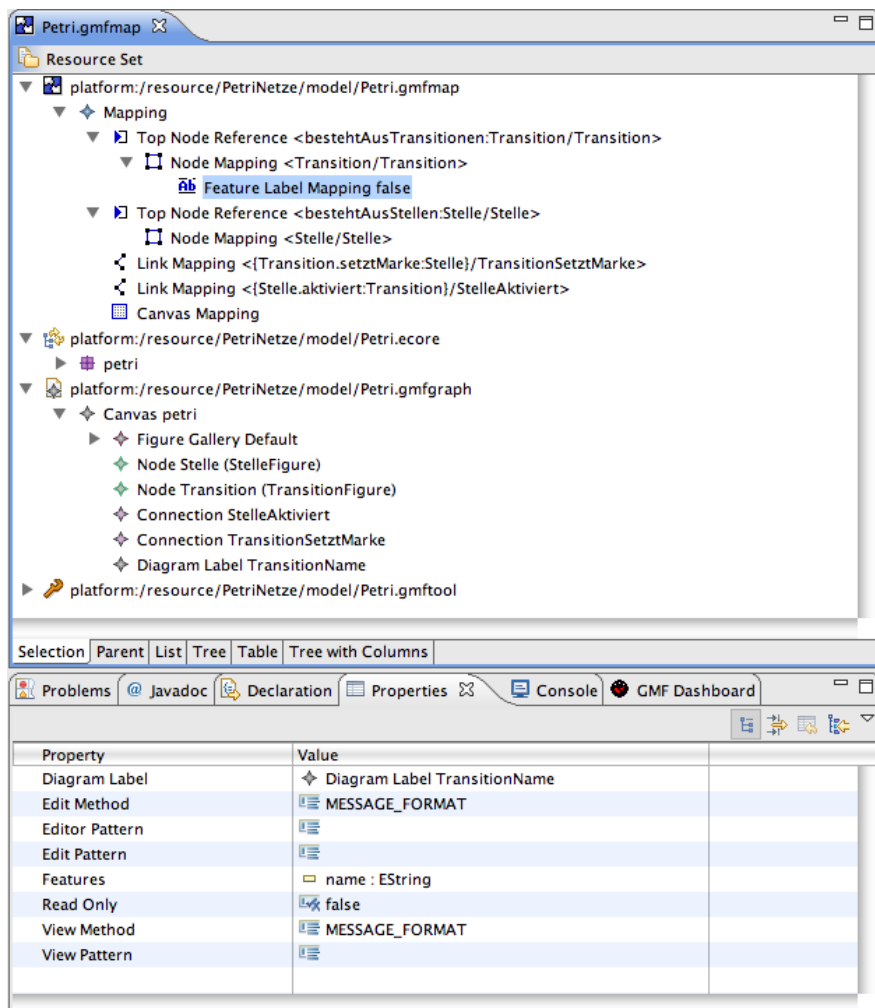 Petri.gmfmap
Resource Set
platform:/resource/PetriNetze/model/Petri.gmfmap
Mapping
Top Node Reference <bestehtAusTransitionen:Transition/Transition>
Node Mapping <Transition/Transition>
Ab Feature Label Mapping false
Top Node Reference <bestehtAusStellen:Stelle/Stelle>
Node Mapping <Stelle/Stelle>
Link Mapping <{Transition.setztMarke:Stelle}/TransitionSetztMarke>
Link Mapping <{Stelle.aktiviert:Transition}/StelleAktiviert>
Canvas Mapping
platform:/resource/PetriNetze/model/Petri.ecore
petri
platform:/resource/PetriNetze/model/Petri.gmfgraph
Canvas petri
Figure Gallery Default
Node Stelle (StelleFigure)
Node Transition (TransitionFigure)
Connection StelleAktiviert
Connection TransitionSetztMarke
Diagram Label TransitionName
platform:/resource/PetriNetze/model/Petri.gmftool
Selection Parent List Tree Table Tree with Columns
Problems @ Javadoc Declaration Properties Console GMF Dashboard
Property Value
Diagram Label Diagram Label TransitionName
Edit Method MESSAGE_FORMAT
Editor Pattern
Edit Pattern
Features name : EString
Read Only false
View Method MESSAGE_FORMAT
View Pattern